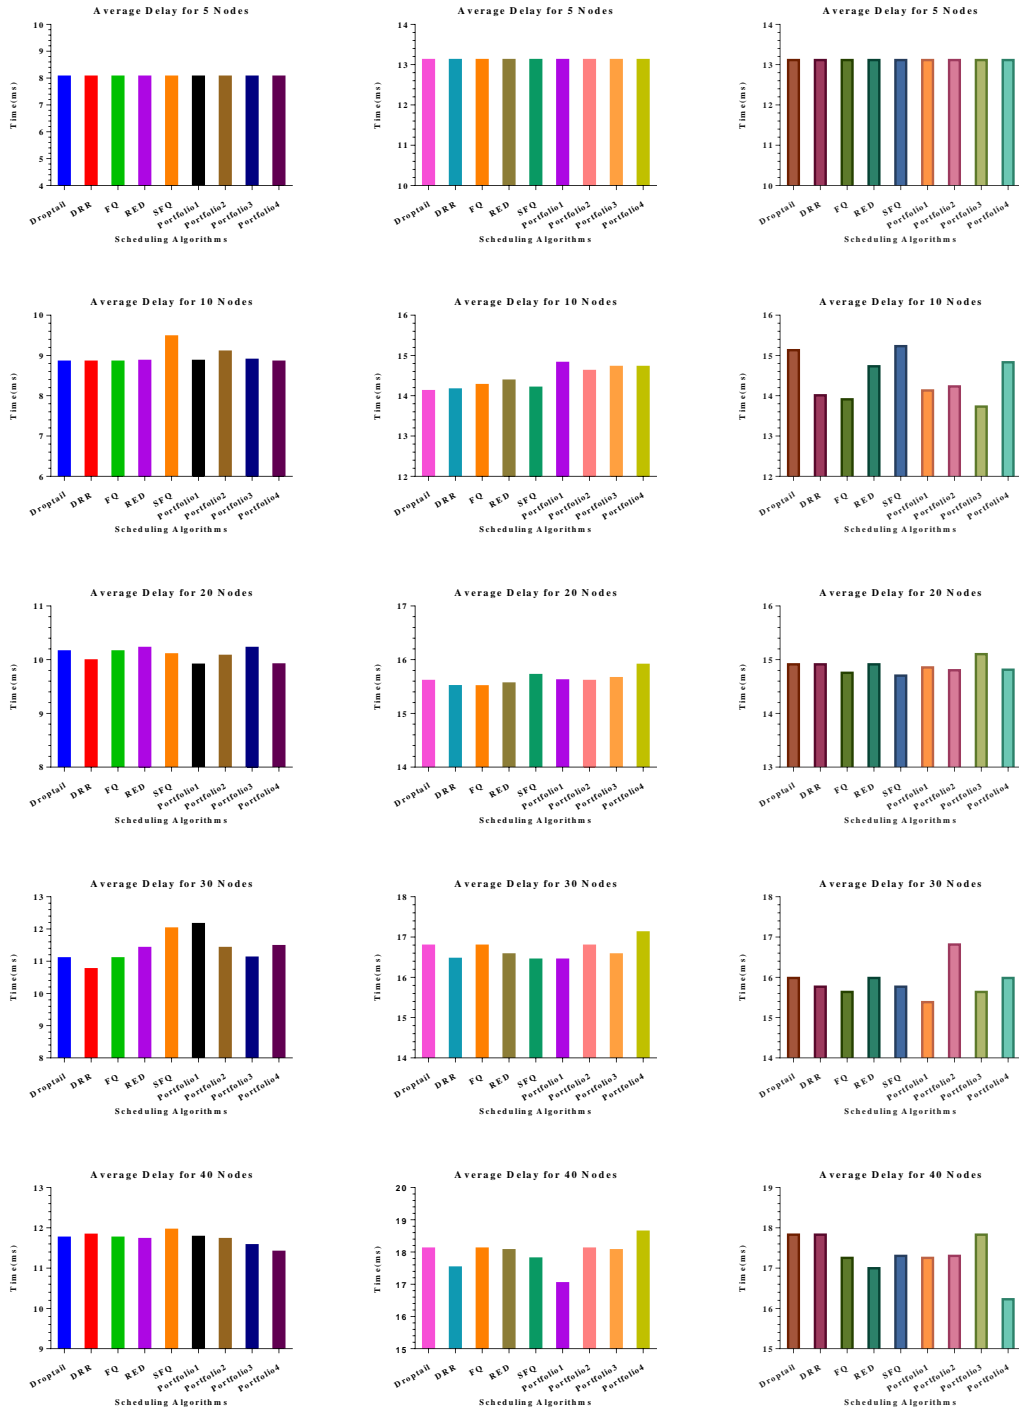 Average Delay for 5 Nodes
10
9
8
7
6
5
4
Time(ms)
Droptail DRR FQ RED SFQ Portfolio1 Portfolio2 Portfolio3 Portfolio4
Scheduling Algorithms
Average Delay for 5 Nodes
14
13
12
11
10
Time(ms)
Droptail DRR FQ RED SFQ Portfolio1 Portfolio2 Portfolio3 Portfolio4
Scheduling Algorithms
Average Delay for 5 Nodes
14
13
12
11
10
Time(ms)
Droptail DRR FQ RED SFQ Portfolio1 Portfolio2 Portfolio3 Portfolio4
Scheduling Algorithms
Average Delay for 10 Nodes
10
9
8
7
6
Time(ms)
Droptail DRR FQ RED SFQ Portfolio1 Portfolio2 Portfolio3 Portfolio4
Scheduling Algorithms
Average Delay for 10 Nodes
16
15
14
13
12
Time(ms)
Droptail DRR FQ RED SFQ Portfolio1 Portfolio2 Portfolio3 Portfolio4
Scheduling Algorithms
Average Delay for 10 Nodes
16
15
14
13
12
Time(ms)
Droptail DRR FQ RED SFQ Portfolio1 Portfolio2 Portfolio3 Portfolio4
Scheduling Algorithms
Average Delay for 20 Nodes
11
10
9
8
Time(ms)
Droptail DRR FQ RED SFQ Portfolio1 Portfolio2 Portfolio3 Portfolio4
Scheduling Algorithms
Average Delay for 20 Nodes
17
16
15
14
Time(ms)
Droptail DRR FQ RED SFQ Portfolio1 Portfolio2 Portfolio3 Portfolio4
Scheduling Algorithms
Average Delay for 20 Nodes
16
15
14
13
Time(ms)
Droptail DRR FQ RED SFQ Portfolio1 Portfolio2 Portfolio3 Portfolio4
Scheduling Algorithms
Average Delay for 30 Nodes
13
12
11
10
9
8
Time(ms)
Droptail DRR FQ RED SFQ Portfolio1 Portfolio2 Portfolio3 Portfolio4
Scheduling Algorithms
Average Delay for 30 Nodes
18
17
16
15
14
Time(ms)
Droptail DRR FQ RED SFQ Portfolio1 Portfolio2 Portfolio3 Portfolio4
Scheduling Algorithms
Average Delay for 30 Nodes
18
17
16
15
14
Time(ms)
Droptail DRR FQ RED SFQ Portfolio1 Portfolio2 Portfolio3 Portfolio4
Scheduling Algorithms
Average Delay for 40 Nodes
13
12
11
10
9
Time(ms)
Droptail DRR FQ RED SFQ Portfolio1 Portfolio2 Portfolio3 Portfolio4
Scheduling Algorithms
Average Delay for 40 Nodes
20
19
18
17
16
15
Time(ms)
Droptail DRR FQ RED SFQ Portfolio1 Portfolio2 Portfolio3 Portfolio4
Scheduling Algorithms
Average Delay for 40 Nodes
19
18
17
16
15
Time(ms)
Droptail DRR FQ RED SFQ Portfolio1 Portfolio2 Portfolio3 Portfolio4
Scheduling Algorithms